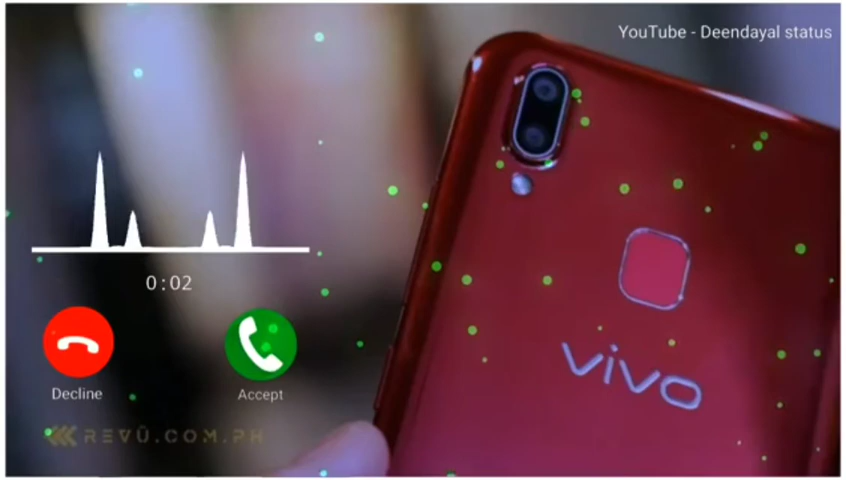 YouTube - Deendayal status
0:02
Decline
Accept
vivo
REVÜ.COM.PH